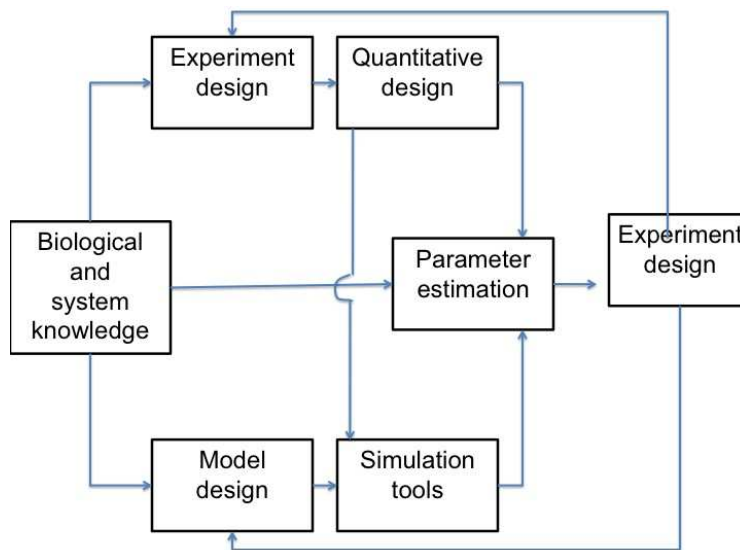 Experiment
design
Quantitative
design
Biological
and
system
knowledge
Parameter
estimation
Experiment
design
Model
design
Simulation
tools